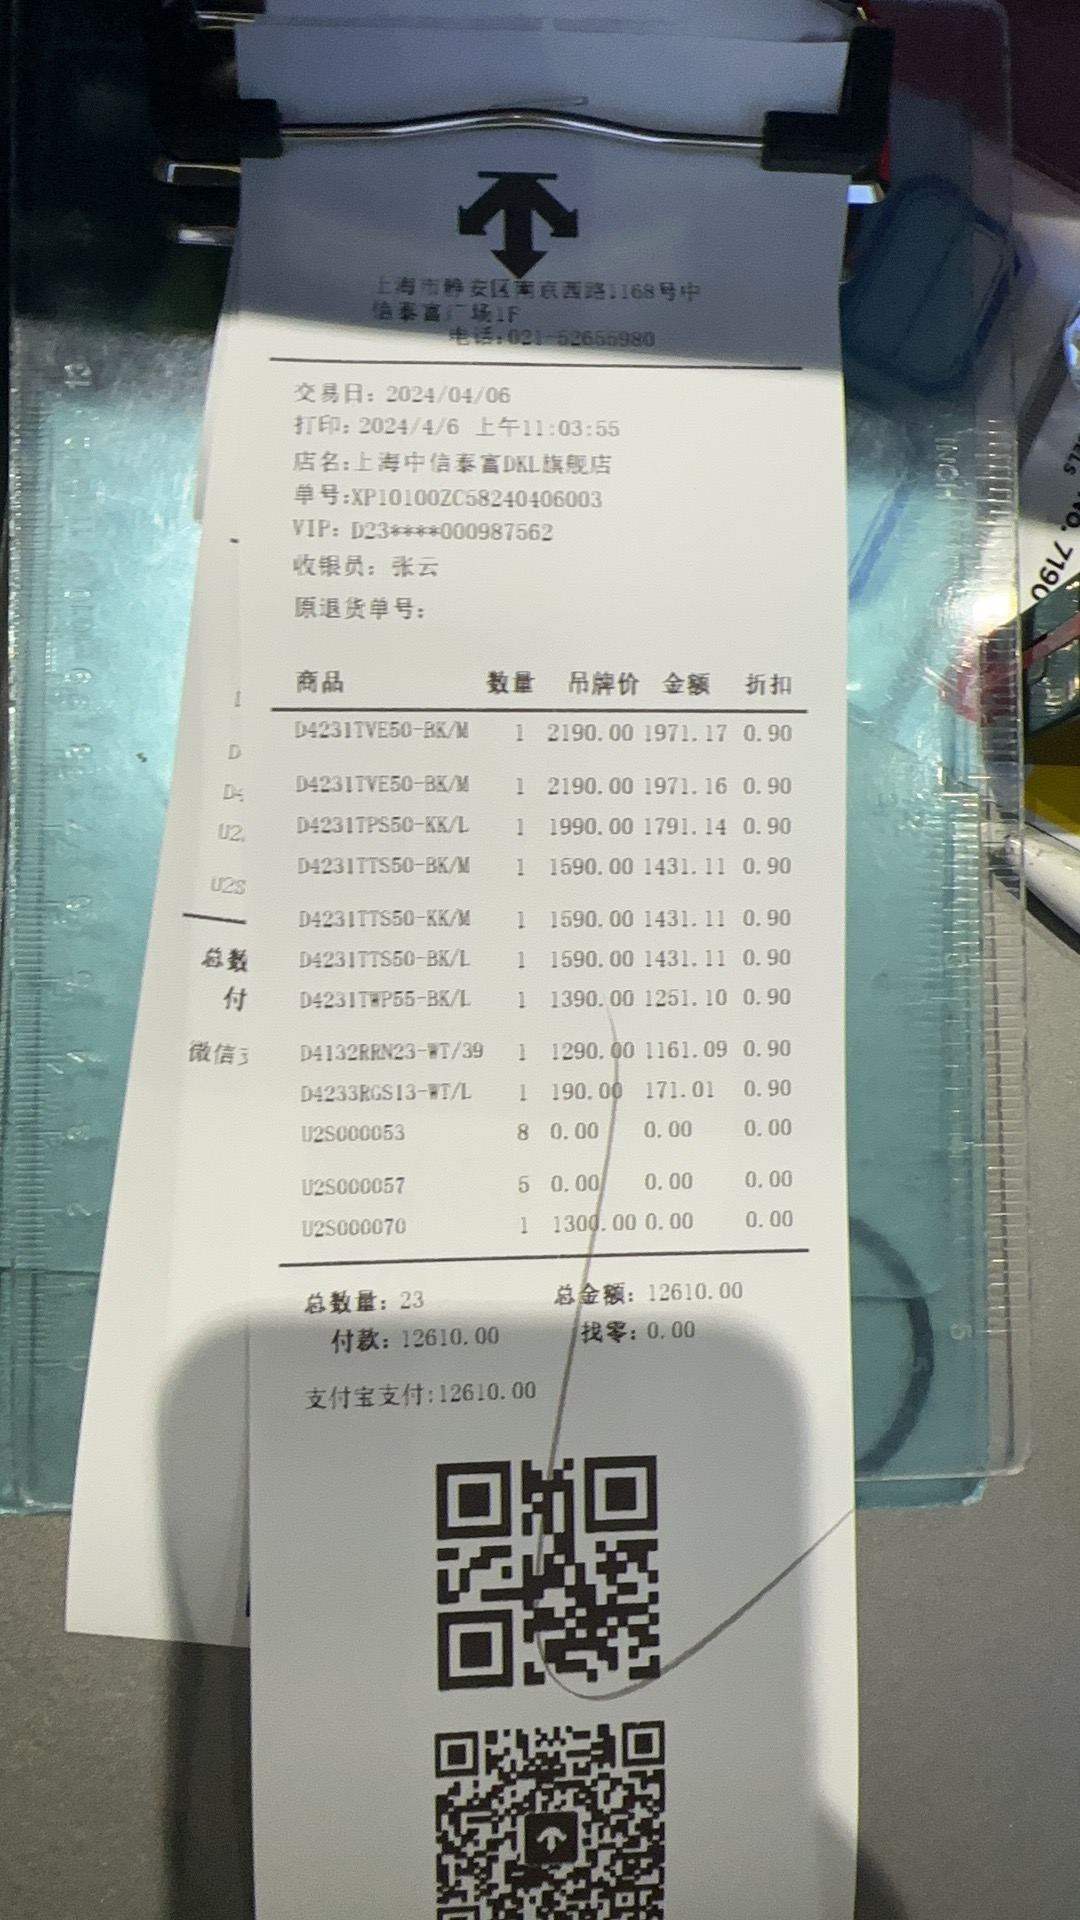 上海市静安区南京西路1168号中
信泰富广场1F
电话:021-52655980
交易日: 2024/04/06
打印: 2024/4/6 上午11:03:55
店名:上海中信泰富DKL旗舰店
单号:XP10100ZC58240406003
VIP: D23****000987562
收银员: 张云
原退货单号:
商品 数量 吊牌价 金额 折扣
D4231TVE50-BK/M 1 2190.00 1971.17 0.90
D4231TVE50-BK/M 1 2190.00 1971.16 0.90
D4231TPS50-KK/L 1 1990.00 1791.14 0.90
D4231TTS50-BK/M 1 1590.00 1431.11 0.90
D4231TTS50-KK/M 1 1590.00 1431.11 0.90
D4231TTS50-BK/L 1 1590.00 1431.11 0.90
D4231TWP55-BK/L 1 1390.00 1251.10 0.90
D4132RRN23-WT/39 1 1290.00 1161.09 0.90
D4233RGS13-WT/L 1 190.00 171.01 0.90
U2S000053 8 0.00 0.00 0.00
U2S000057 5 0.00 0.00 0.00
U2S000070 1 1300.00 0.00 0.00
总数量: 23 总金额: 12610.00
付款: 12610.00 找零: 0.00
支付宝支付:12610.00
U2S
总数
付
微信
NO. 7190
INCH